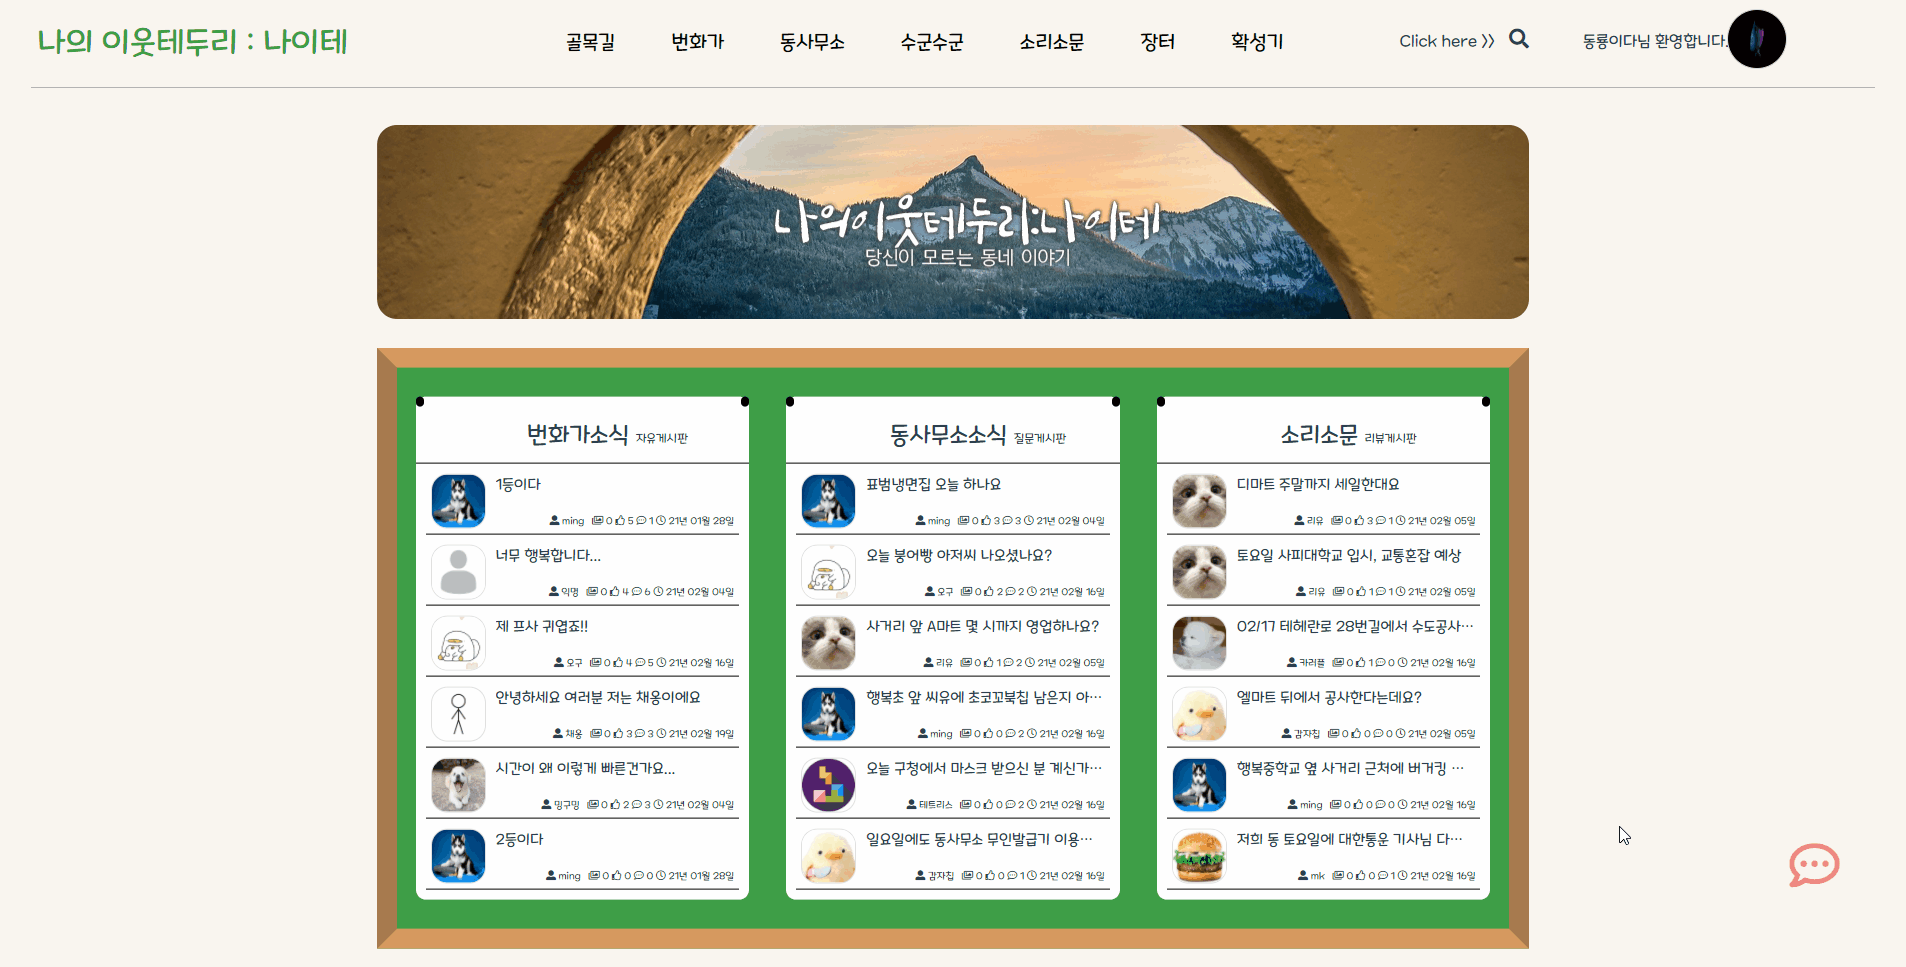 나의 이웃테두리 : 나이테
골목길 번화가 동사무소 수군수군 소리소문 장터 확성기
Click here 》 동룡이다님 환영합니다.
나의이웃테두리:나이테
당신이 모르는 동네 이야기
번화가소식 자유게시판
1등이다
ming 0 5 1 21년 01월 28일
너무 행복합니다...
익명 0 4 6 21년 02월 04일
제 프사 귀엽죠!!
오구 0 4 5 21년 02월 16일
안녕하세요 여러분 저는 채옹이에요
채옹 0 3 3 21년 02월 19일
시간이 왜 이렇게 빠른건가요...
밍구밍 0 2 3 21년 02월 04일
2등이다
ming 0 0 0 21년 01월 28일
동사무소소식 질문게시판
표범냉면집 오늘 하나요
ming 0 3 3 21년 02월 04일
오늘 붕어빵 아저씨 나오셨나요?
오구 0 2 2 21년 02월 16일
사거리 앞 A마트 몇 시까지 영업하나요?
리유 0 1 2 21년 02월 05일
행복초 앞 씨유에 초코꼬북칩 남은지 아…
ming 0 0 2 21년 02월 16일
오늘 구청에서 마스크 받으신 분 계신가…
테트리스 0 0 2 21년 02월 16일
일요일에도 동사무소 무인발급기 이용…
감자칩 0 0 1 21년 02월 16일
소리소문 리뷰게시판
디마트 주말까지 세일한대요
리유 0 3 1 21년 02월 05일
토요일 사피대학교 입시, 교통혼잡 예상
리유 0 1 1 21년 02월 05일
02/17 테헤란로 28번길에서 수도공사…
카러플 0 1 0 21년 02월 16일
엘마트 뒤에서 공사한다는데요?
감자칩 0 0 0 21년 02월 05일
행복중학교 옆 사거리 근처에 버거킹 …
ming 0 0 0 21년 02월 16일
저희 동 토요일에 대한통운 기사님 다…
mk 0 0 1 21년 02월 16일